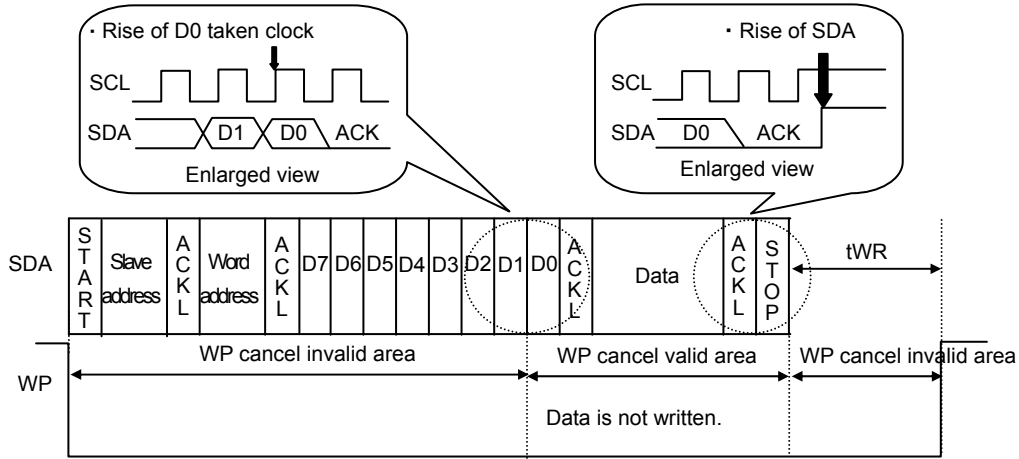 ・Rise of D0 taken clock
SCL
SDA D1 D0 ACK
Enlarged view
・Rise of SDA
SCL
SDA D0 ACK
Enlarged view
SDA
START
Slave
address
ACKL
Word
address
ACKL
D7
D6
D5
D4
D3
D2
D1
D0
ACKL
Data
ACKL
STOP
tWR
WP cancel invalid area
WP cancel valid area
WP cancel invalid area
WP
Data is not written.